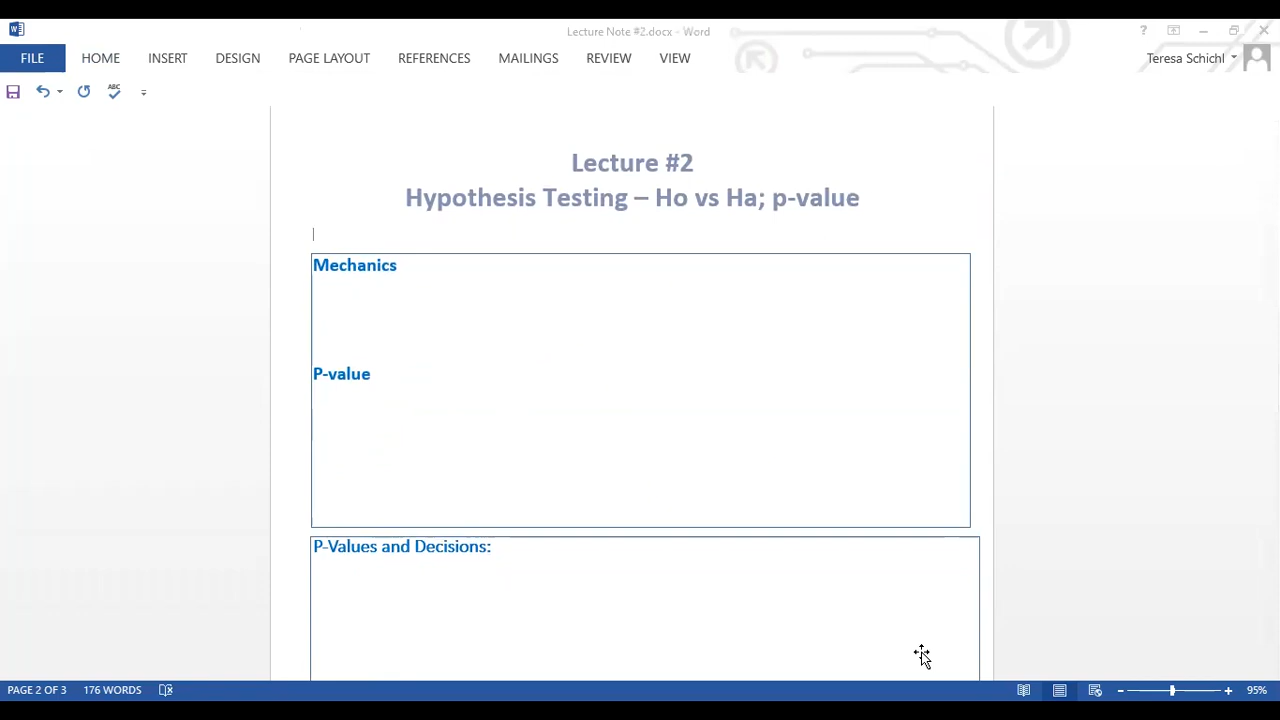 Lecture Note #2.docx - Word
?
FILE HOME INSERT DESIGN PAGE LAYOUT REFERENCES MAILINGS REVIEW VIEW Teresa Schichl
ABC
Lecture #2
Hypothesis Testing – Ho vs Ha; p-value
Mechanics
P-value
P-Values and Decisions:
PAGE 2 OF 3 176 WORDS 95%